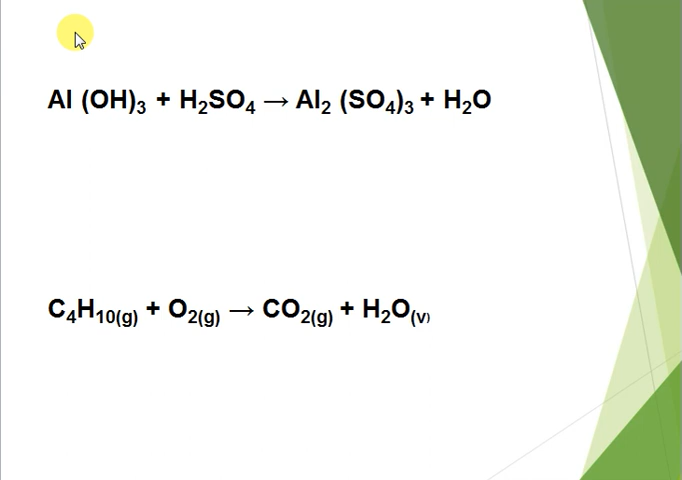 Al (OH)₃ + H₂SO₄ → Al₂ (SO₄)₃ + H₂O
C₄H₁₀(g) + O₂(g) → CO₂(g) + H₂O(v)